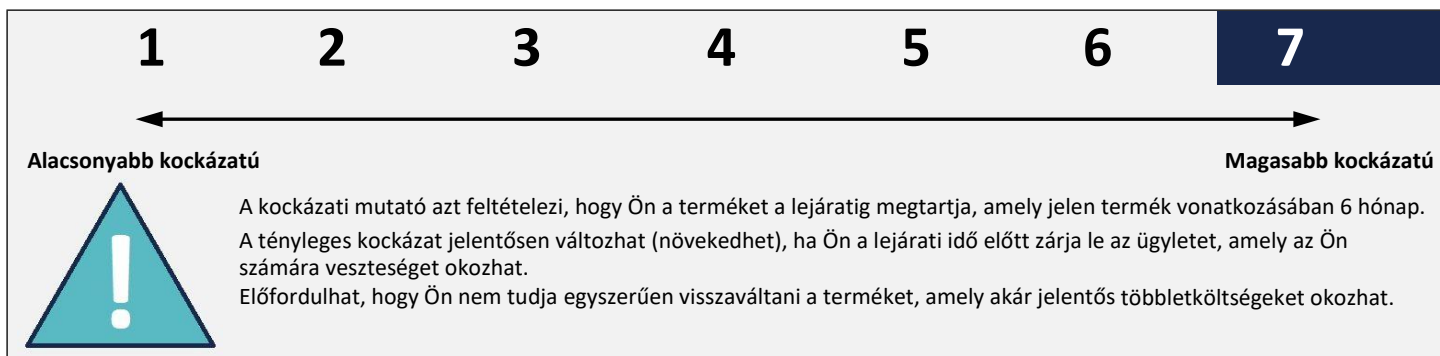 1 2 3 4 5 6 7
Alacsonyabb kockázatú Magasabb kockázatú
A kockázati mutató azt feltételezi, hogy Ön a terméket a lejáratig megtartja, amely jelen termék vonatkozásában 6 hónap.
A tényleges kockázat jelentősen változhat (növekedhet), ha Ön a lejárati idő előtt zárja le az ügyletet, amely az Ön
számára veszteséget okozhat.
Előfordulhat, hogy Ön nem tudja egyszerűen visszaváltani a terméket, amely akár jelentős többletköltségeket okozhat.